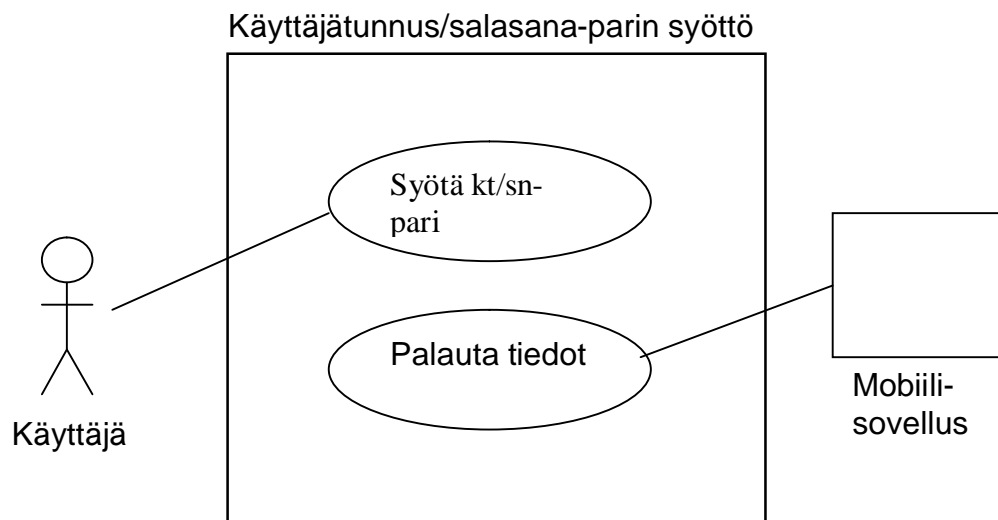 Käyttäjätunnus/salasana-parin syöttö
Syötä kt/sn-
pari
Palauta tiedot
Käyttäjä
Mobiili-
sovellus